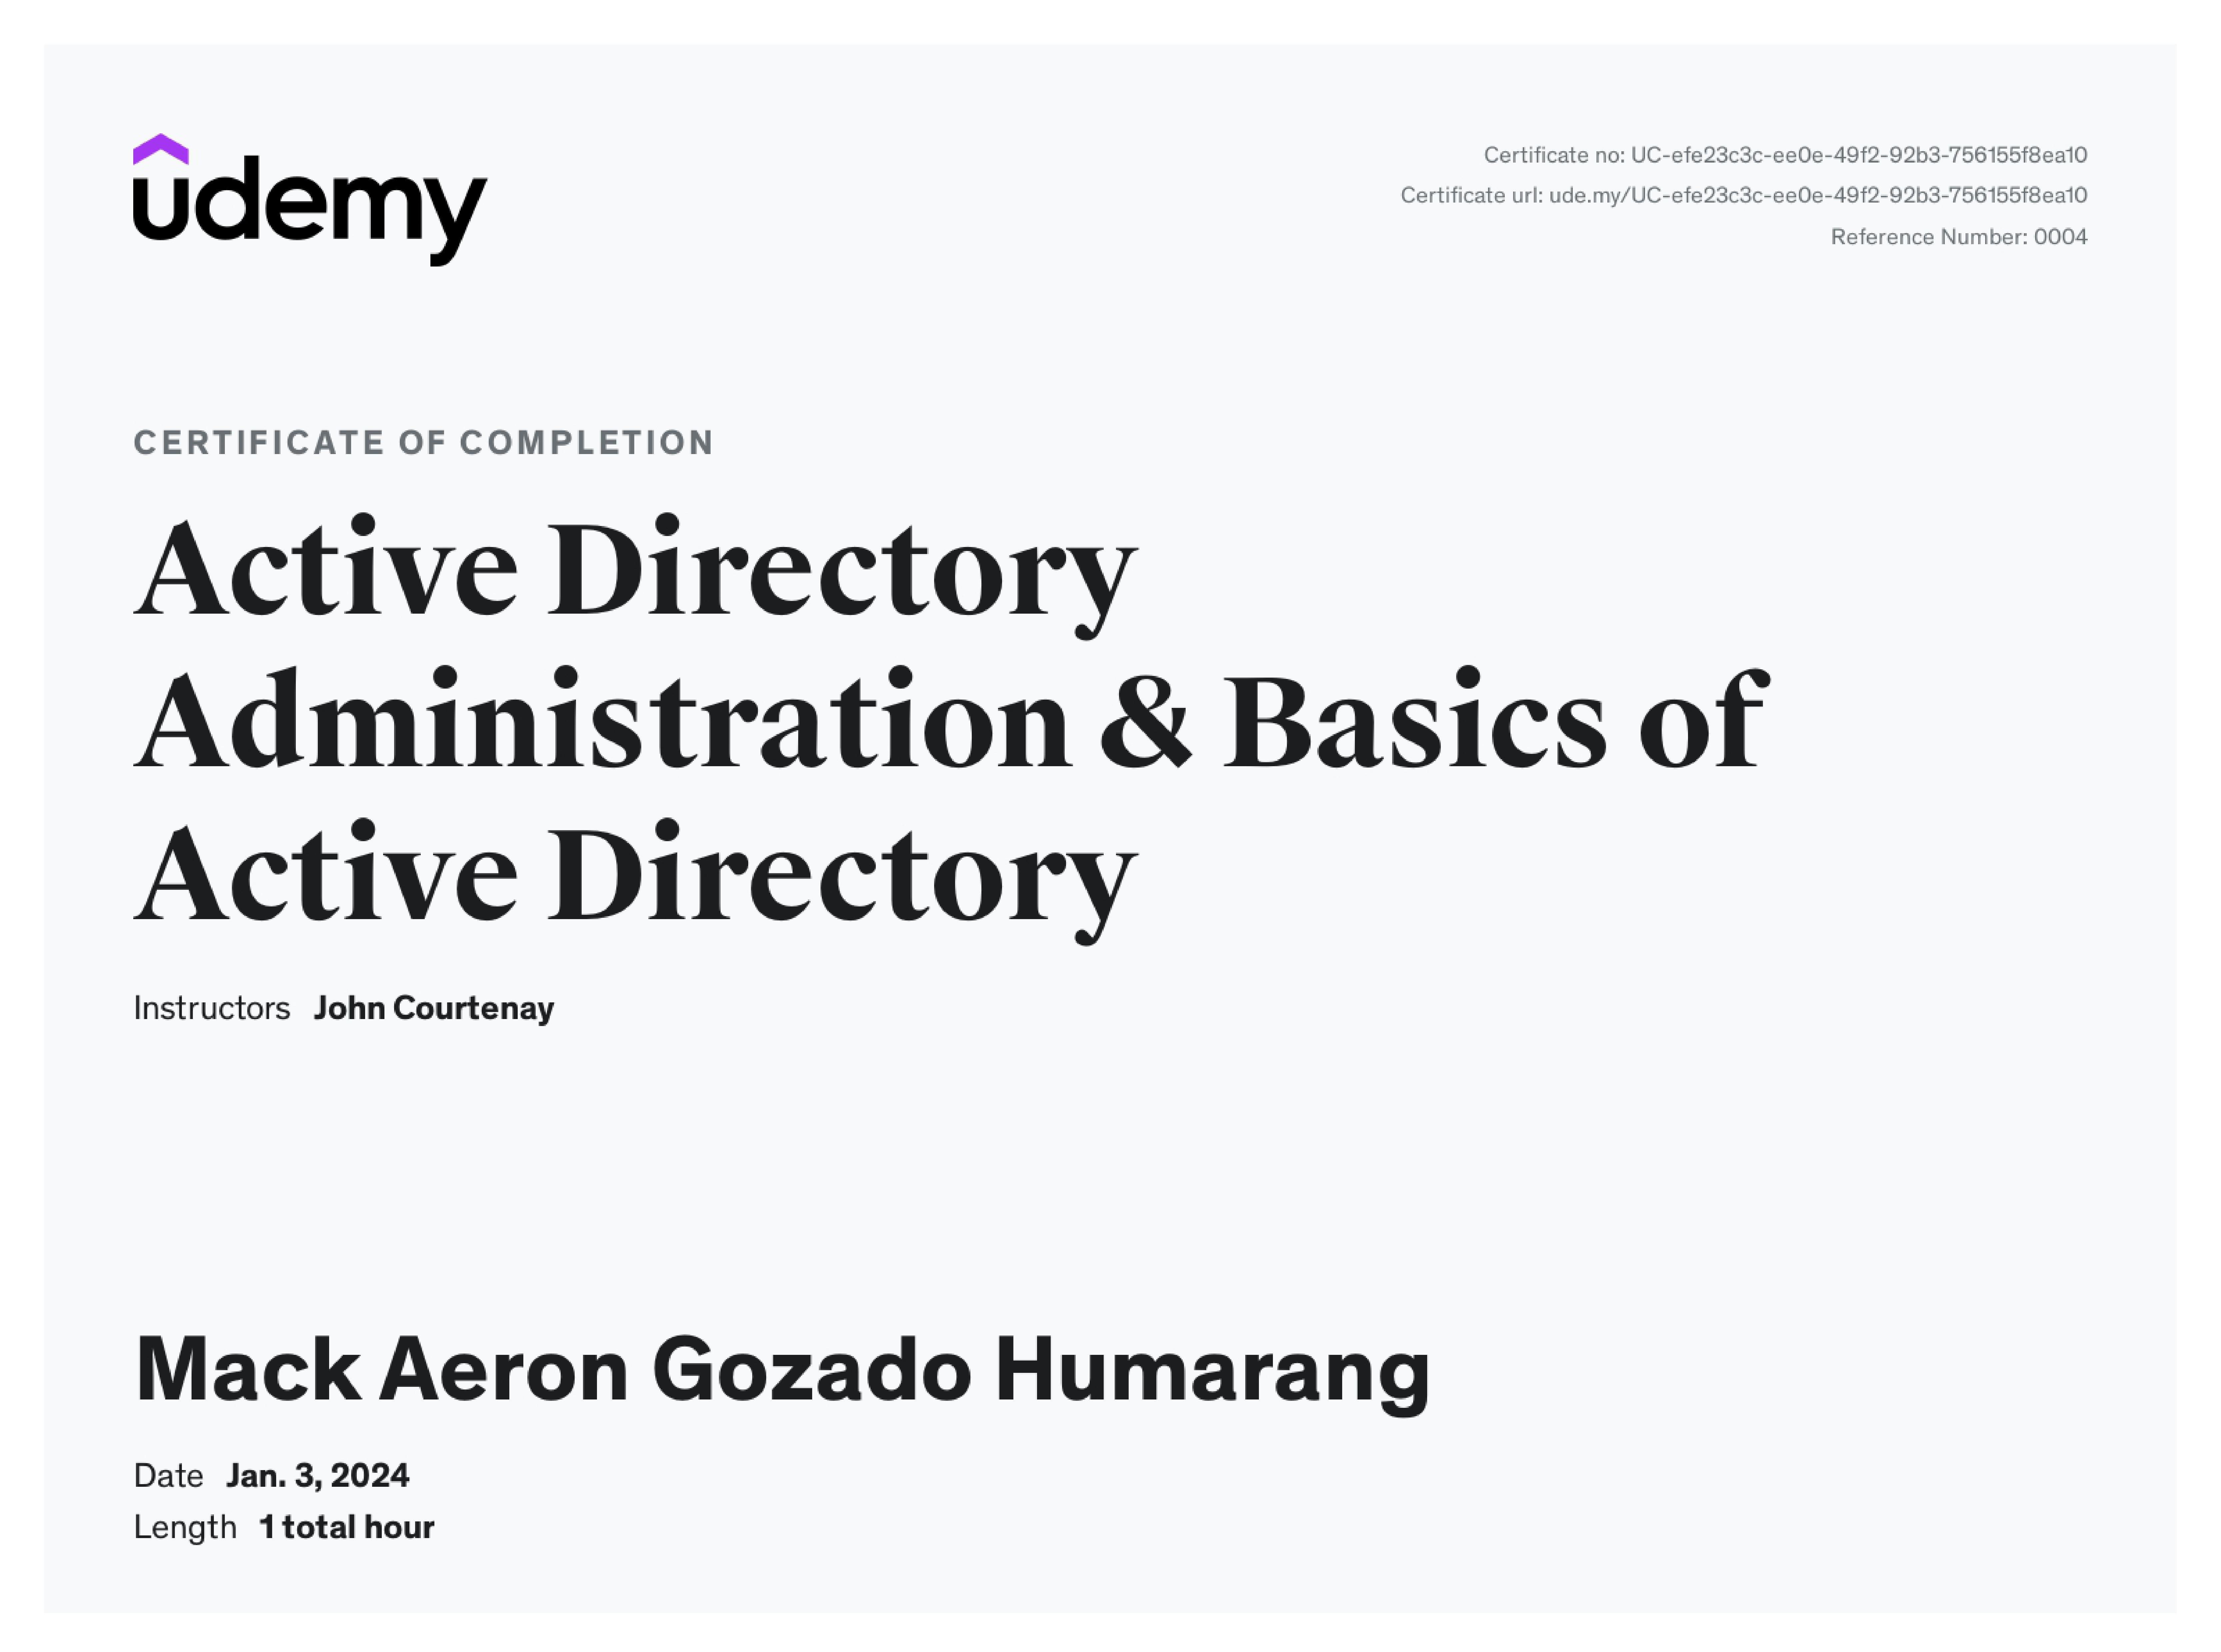 udemy
Certificate no: UC-efe23c3c-ee0e-49f2-92b3-756155f8ea10
Certificate url: ude.my/UC-efe23c3c-ee0e-49f2-92b3-756155f8ea10
Reference Number: 0004
CERTIFICATE OF COMPLETION
Active Directory
Administration & Basics of
Active Directory
Instructors John Courtenay
Mack Aeron Gozado Humarang
Date Jan. 3, 2024
Length 1 total hour